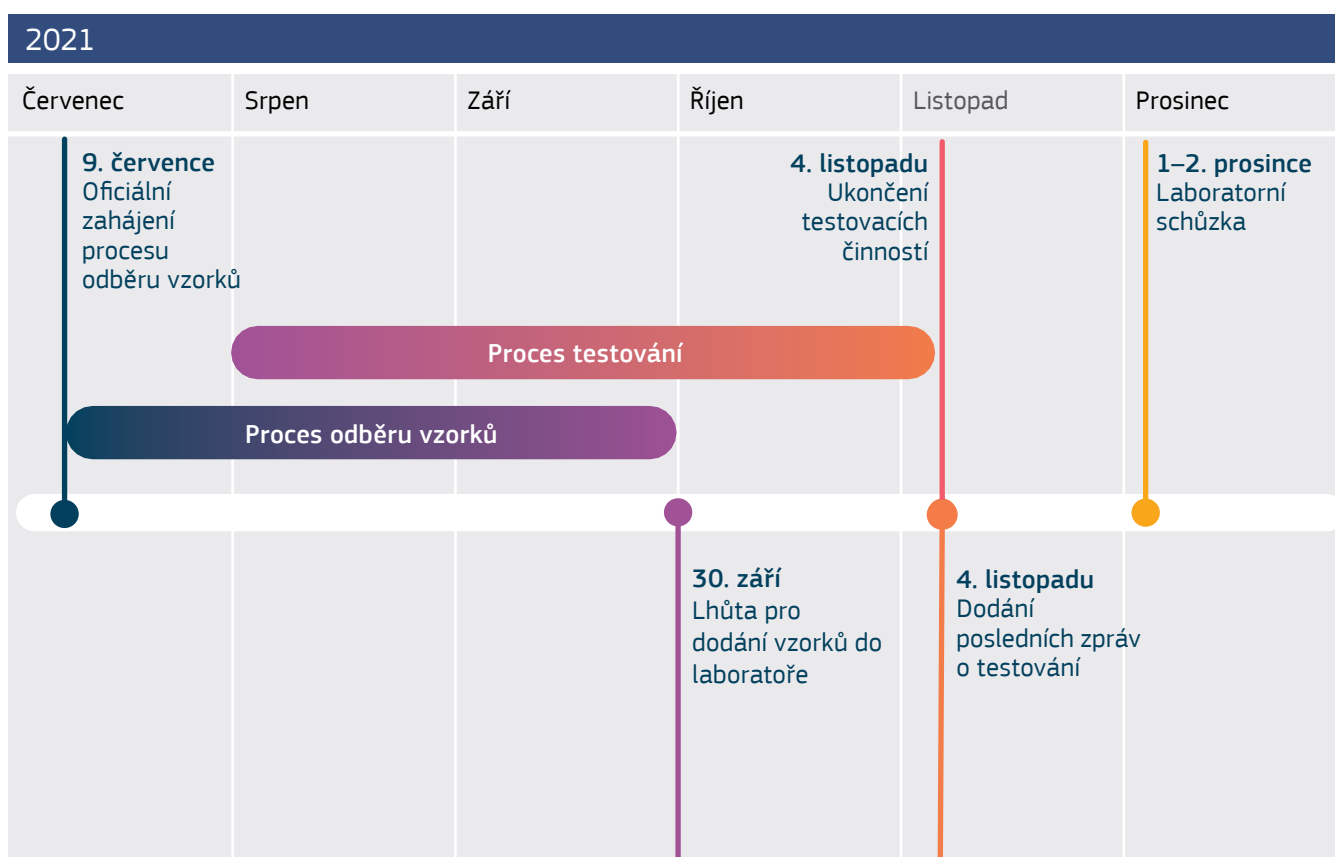 2021
Červenec
Srpen
Září
Říjen
Listopad
Prosinec
9. července
Oficiální
zahájení
procesu
odběru vzorků
4. listopadu
Ukončení
testovacích
činností
1–2. prosince
Laboratorní
schůzka
Proces testování
Proces odběru vzorků
30. září
Lhůta pro
dodání vzorků do
laboratoře
4. listopadu
Dodání
posledních zpráv
o testování